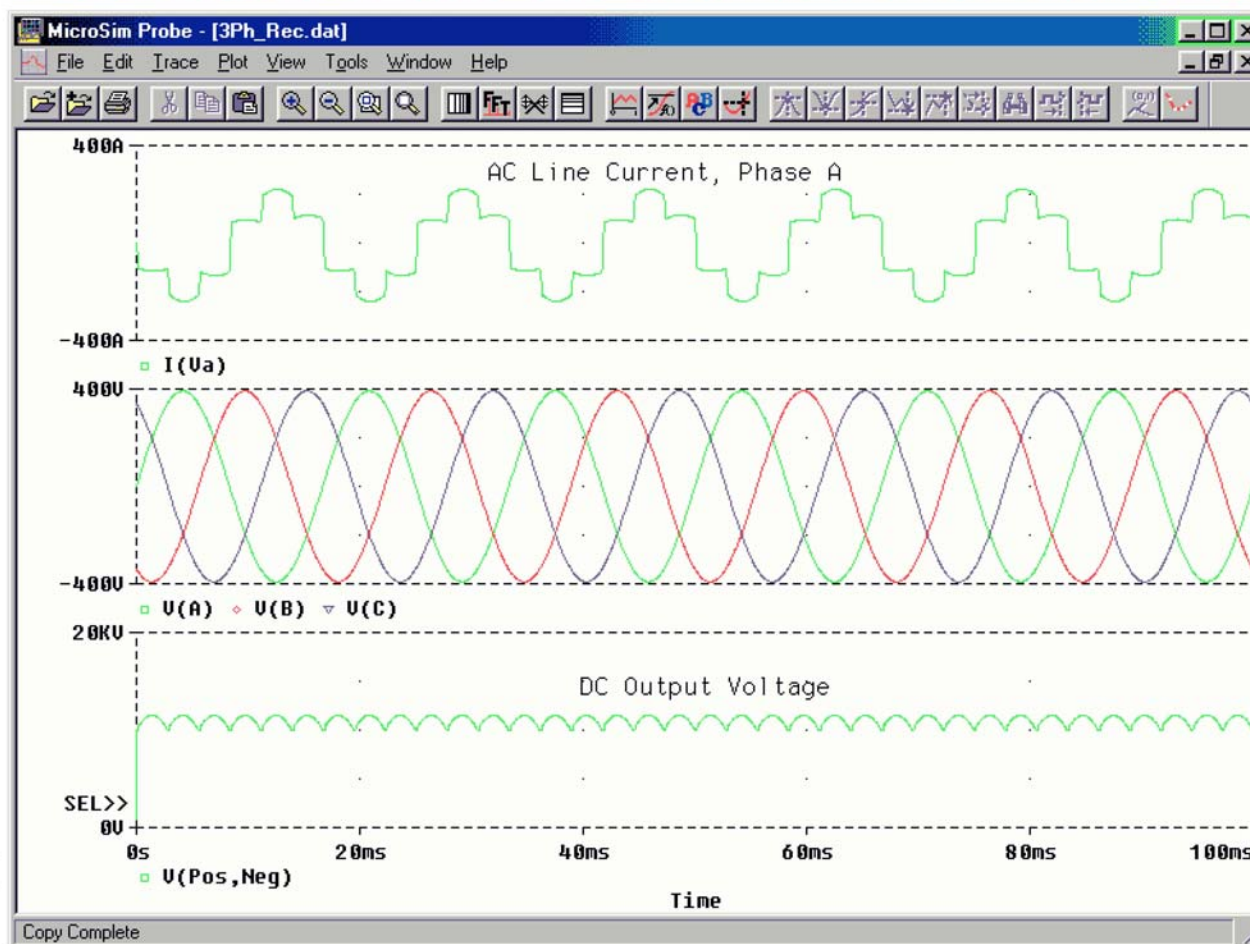 MicroSim Probe - [3Ph_Rec.dat]
File Edit Trace Plot View Tools Window Help
FFT
400A
AC Line Current, Phase A
-400A
I(Va)
400V
-400V
V(A) V(B) V(C)
20KV
DC Output Voltage
SEL>>
0V
0s 20ms 40ms 60ms 80ms 100ms
V(Pos,Neg)
Time
Copy Complete